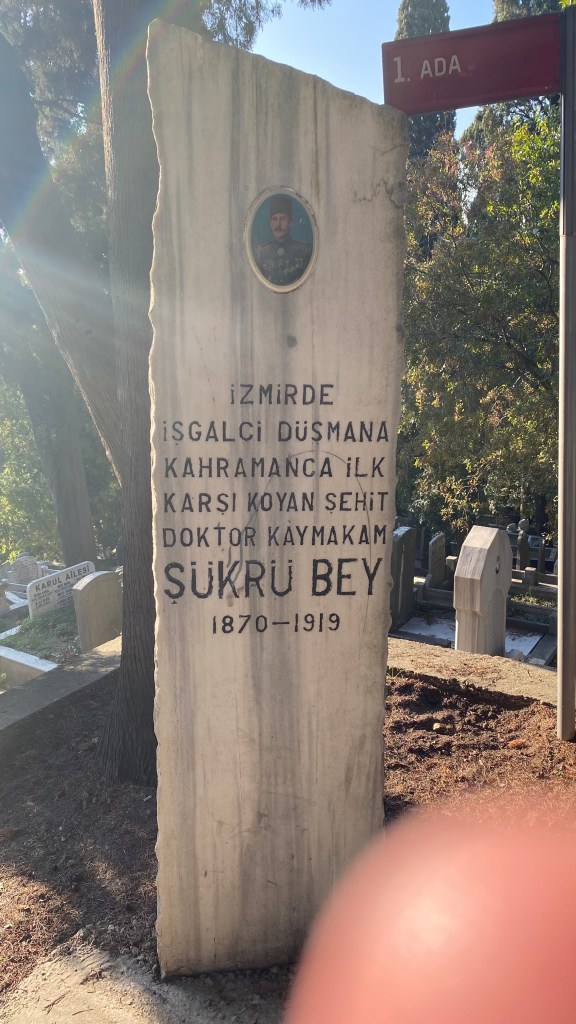 1. ADA
İZMİRDE
İŞGALCİ DÜŞMANA
KAHRAMANCA İLK
KARŞI KOYAN ŞEHİT
DOKTOR KAYMAKAM
ŞÜKRÜ BEY
1870-1919
KARUL AİLESİ